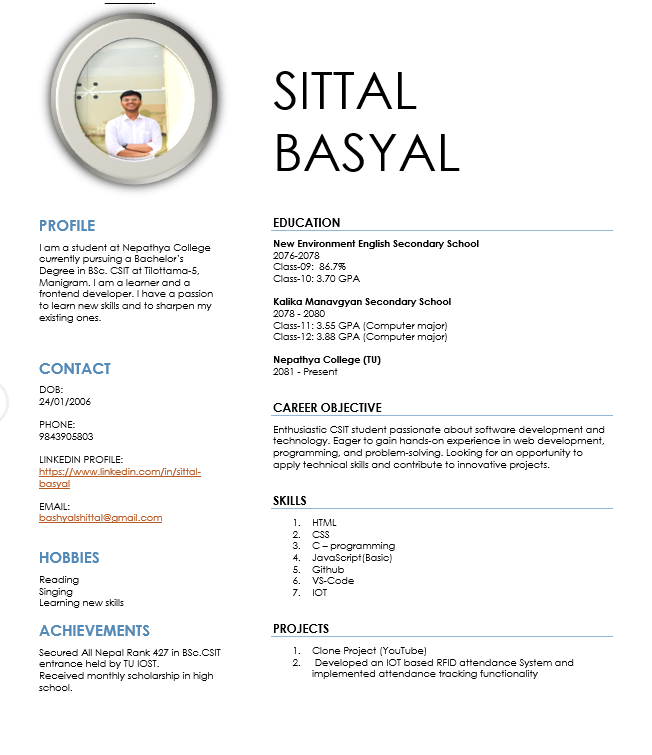 SITTAL
BASYAL
PROFILE
I am a student at Nepathya College
currently pursuing a Bachelor's
Degree in BSc. CSIT at Tilottama-5,
Manigram. I am a learner and a
frontend developer. I have a passion
to learn new skills and to sharpen my
existing ones.
CONTACT
DOB:
24/01/2006
PHONE:
9843905803
LINKEDIN PROFILE:
https://www.linkedin.com/in/sittal-
basyal
EMAIL:
bashyalshittal@gmail.com
HOBBIES
Reading
Singing
Learning new skills
ACHIEVEMENTS
Secured All Nepal Rank 427 in BSc.CSIT
entrance held by TU IOST.
Received monthly scholarship in high
school.
EDUCATION
New Environment English Secondary School
2076-2078
Class-09:  86.7%
Class-10: 3.70 GPA
Kalika Manavgyan Secondary School
2078 - 2080
Class-11: 3.55 GPA (Computer major)
Class-12: 3.88 GPA (Computer major)
Nepathya College (TU)
2081 - Present
CAREER OBJECTIVE
Enthusiastic CSIT student passionate about software development and
technology. Eager to gain hands-on experience in web development,
programming, and problem-solving. Looking for an opportunity to
apply technical skills and contribute to innovative projects.
SKILLS
1. HTML
2. CSS
3. C – programming
4. JavaScript(Basic)
5. Github
6. VS-Code
7. IOT
PROJECTS
1. Clone Project (YouTube)
2. Developed an IOT based RFID attendance System and
implemented attendance tracking functionality